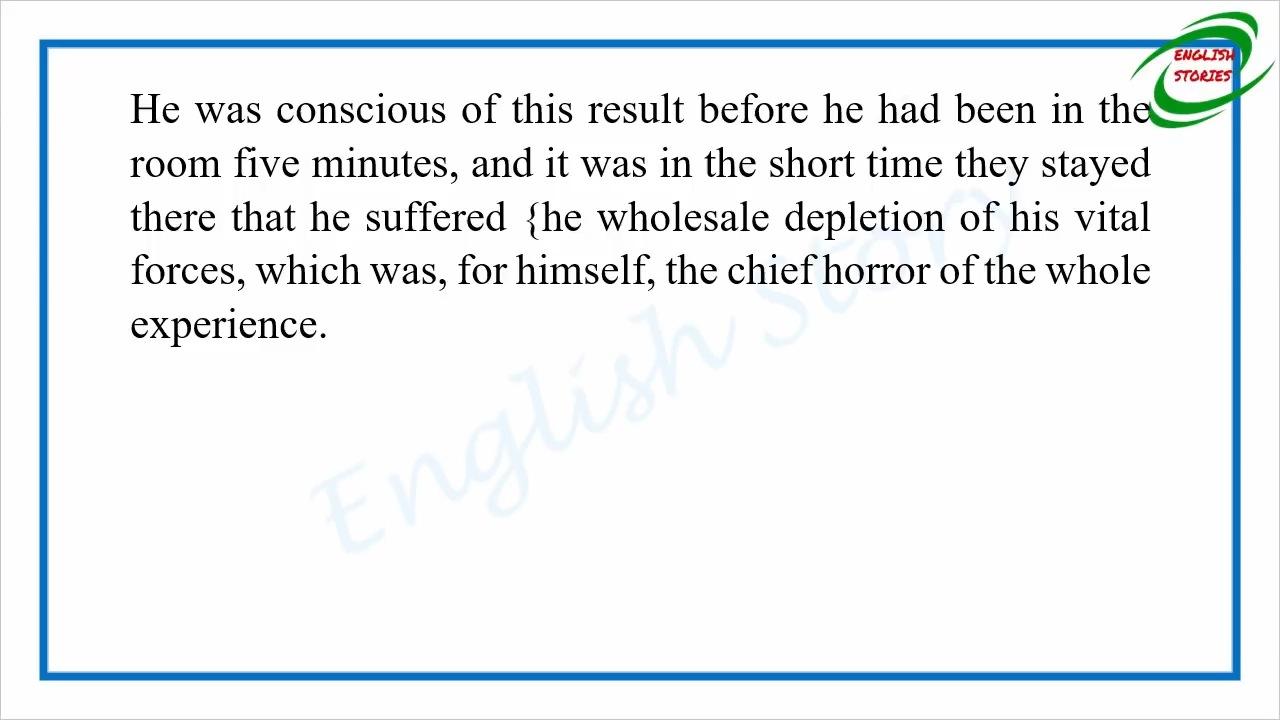 ENGLISH
STORIES
He was conscious of this result before he had been in the
room five minutes, and it was in the short time they stayed
there that he suffered {he wholesale depletion of his vital
forces, which was, for himself, the chief horror of the whole
experience.
English Story